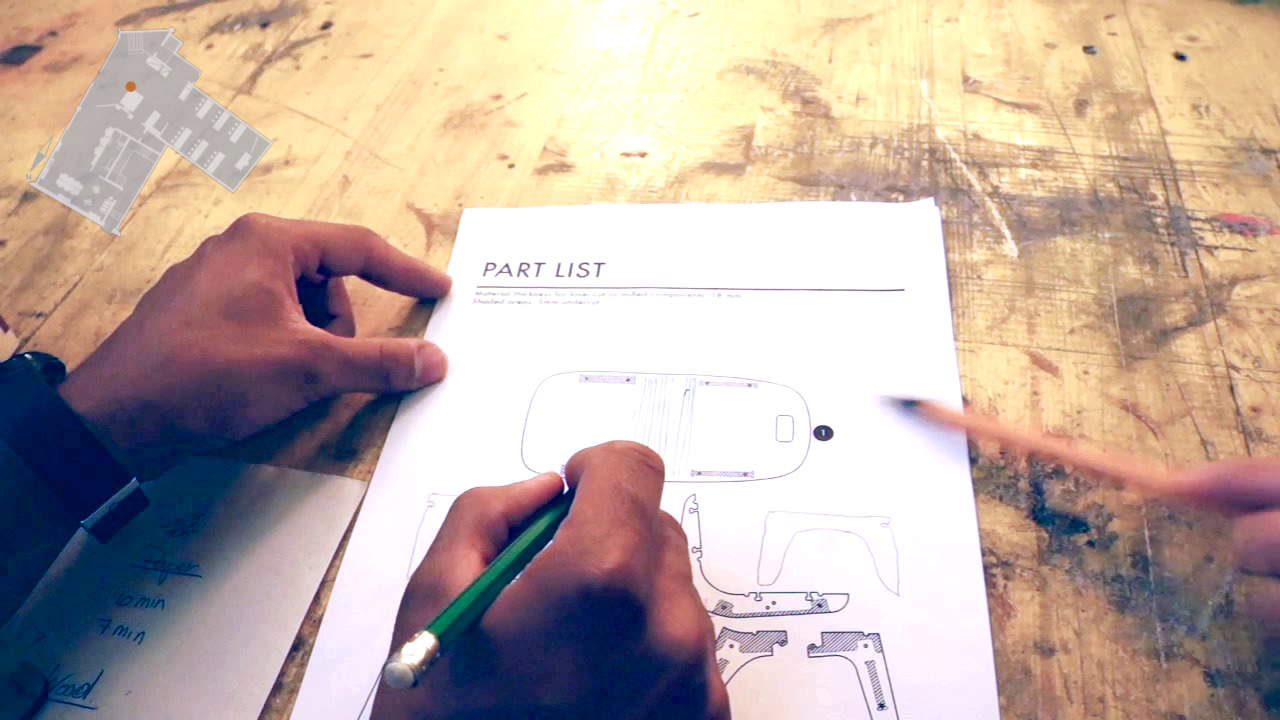 PART LIST
Material thickness for laser cut or milled components: 18 mm
Shaded areas: 3mm undercut
1
Paper
10 min
7 min
Wood
N